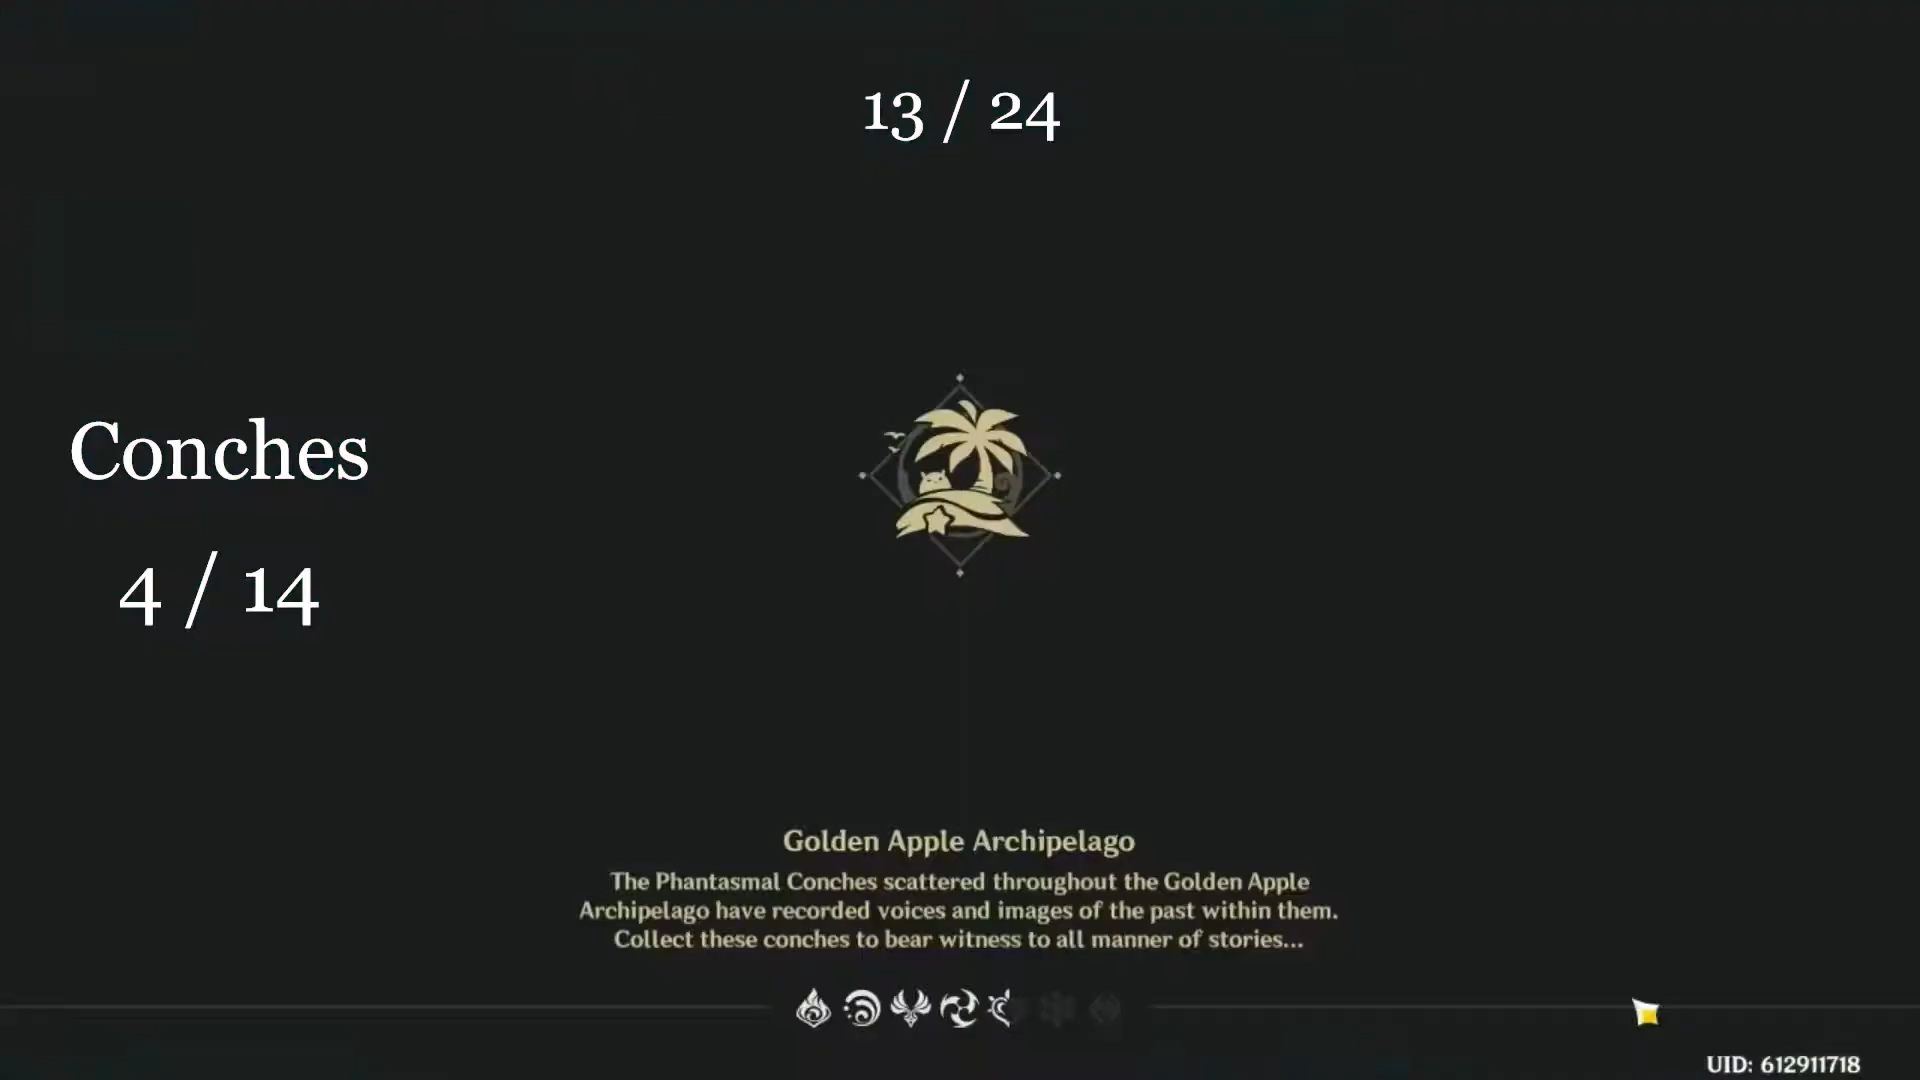 13 / 24
Conches
4 / 14
Golden Apple Archipelago
The Phantasmal Conches scattered throughout the Golden Apple
Archipelago have recorded voices and images of the past within them.
Collect these conches to bear witness to all manner of stories...
UID: 612911718